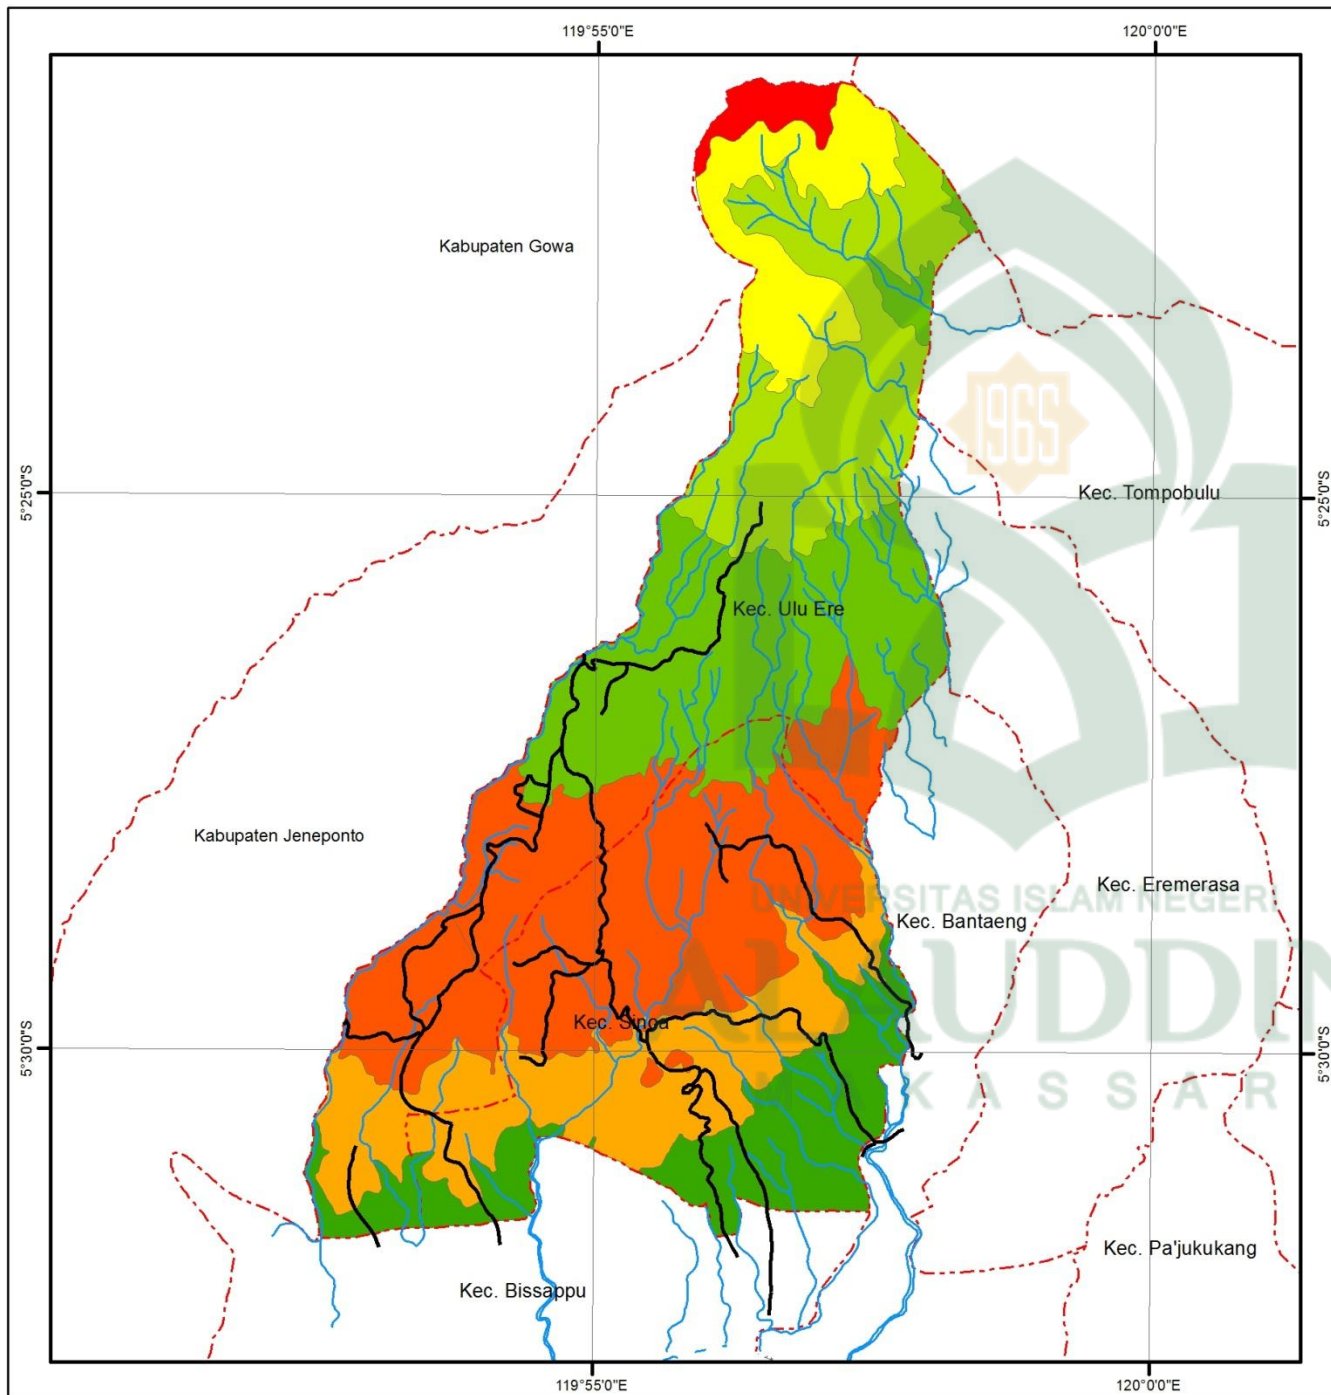 119°55'0"E
120°0'0"E
Kabupaten Gowa
1965
5°25'0"S
Kec. Tompobulu
5°25'0"S
Kec. Ulu Ere
Kabupaten Jeneponto
Kec. Eremerasa
UNIVERSITAS ISLAM NEGERI
Kec. Bantaeng
ALAUDDIN
5°30'0"S
Kec. Sinoa
5°30'0"S
MAKASSAR
Kec. Pa'jukukang
Kec. Bissappu
119°55'0"E
120°0'0"E